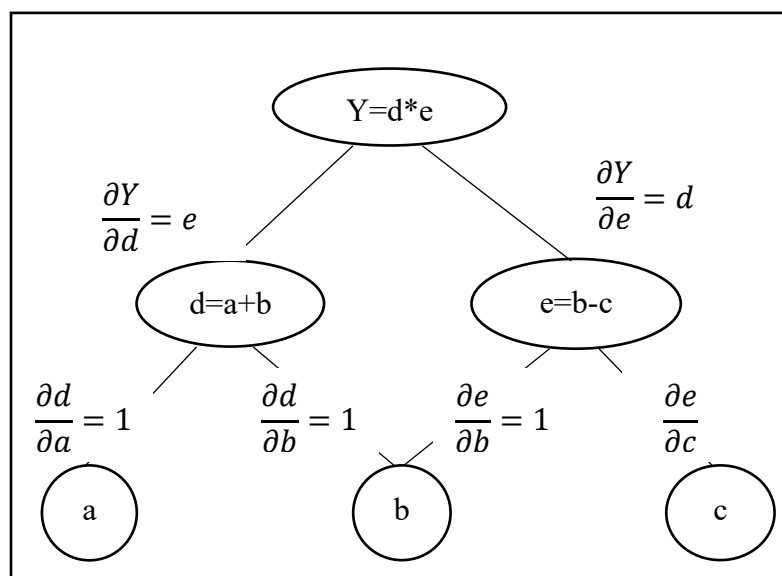 Y=d*e
∂Y/∂d = e
∂Y/∂e = d
d=a+b
e=b-c
∂d/∂a = 1
∂d/∂b = 1
∂e/∂b = 1
∂e/∂c
a
b
c